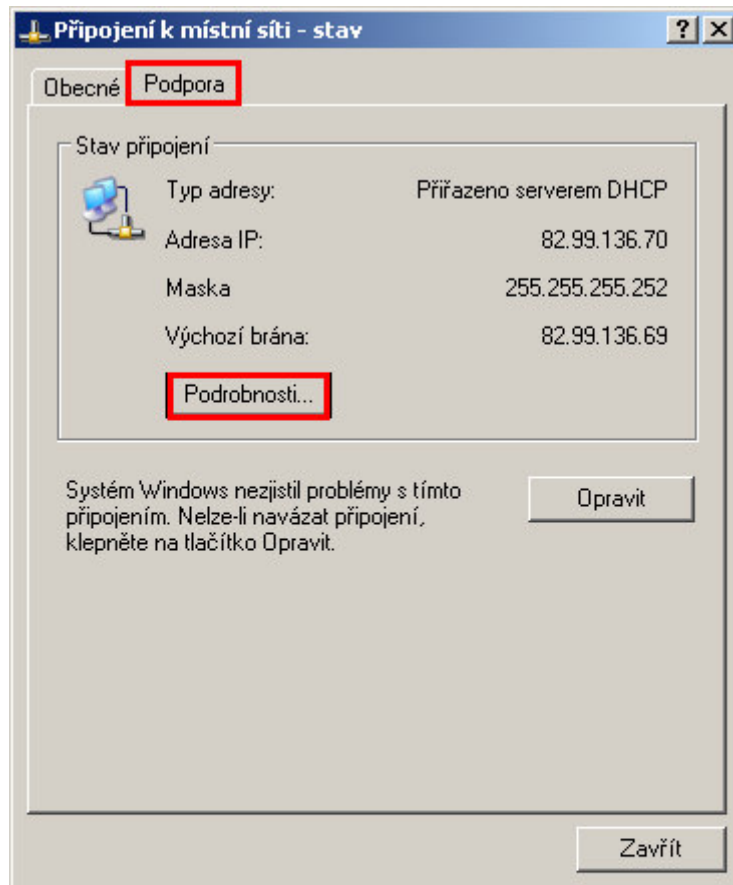 Připojení k místní síti - stav
Obecné Podpora
Stav připojení
Typ adresy: Přiřazeno serverem DHCP
Adresa IP: 82.99.136.70
Maska 255.255.255.252
Výchozí brána: 82.99.136.69
Podrobnosti...
Systém Windows nezjistil problémy s tímto
připojením. Nelze-li navázat připojení,
klepněte na tlačítko Opravit.
Opravit
Zavřít